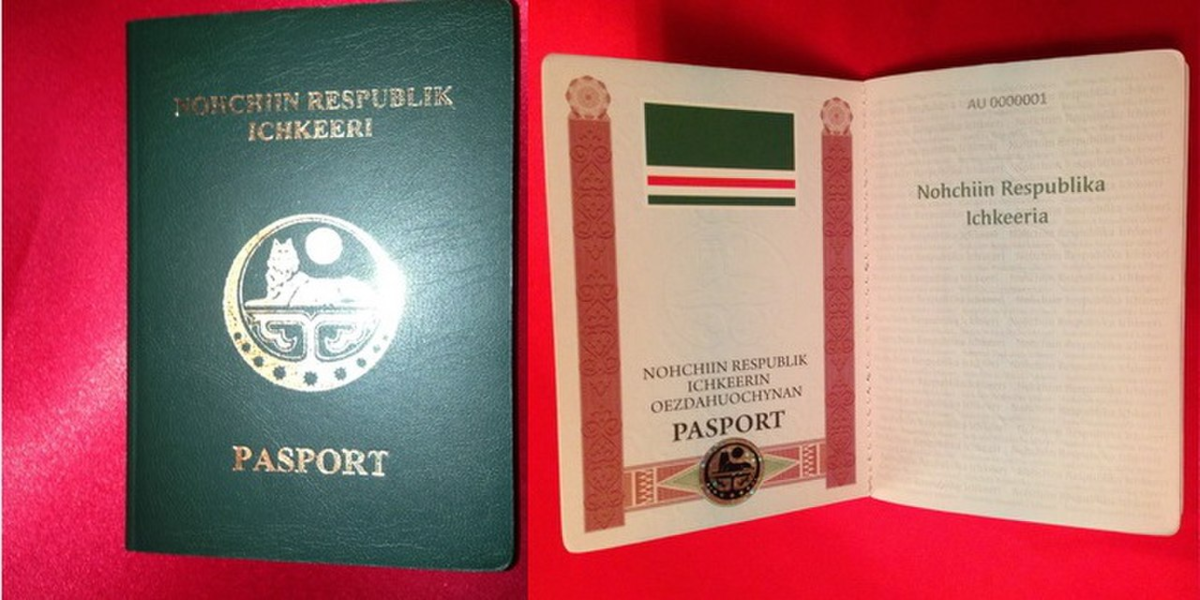 NOHCHIIN RESPUBLIK
ICHKEERI
PASPORT
NOHCHIIN RESPUBLIK
ICHKEERIN
OEZDAHUOCHYNAN
PASPORT
AU 0000001
Nohchiin Respublika
Ichkeeria